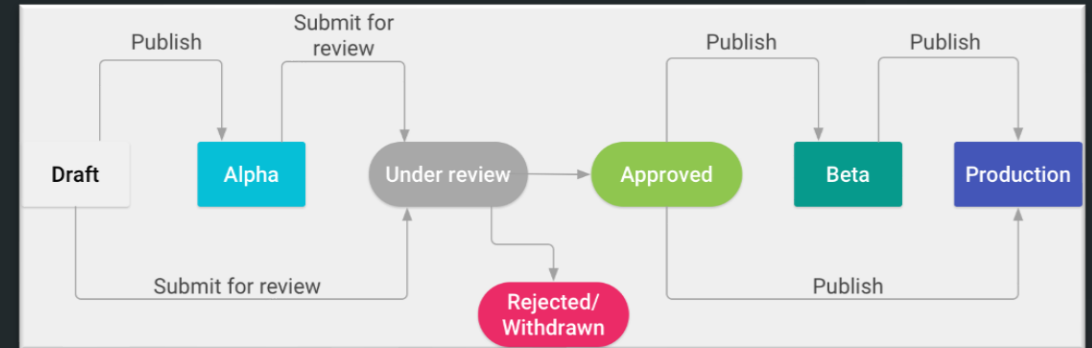 Submit for
review
Publish
Publish
Publish
Draft
Alpha
Under review
Approved
Beta
Production
Submit for review
Publish
Rejected/
Withdrawn